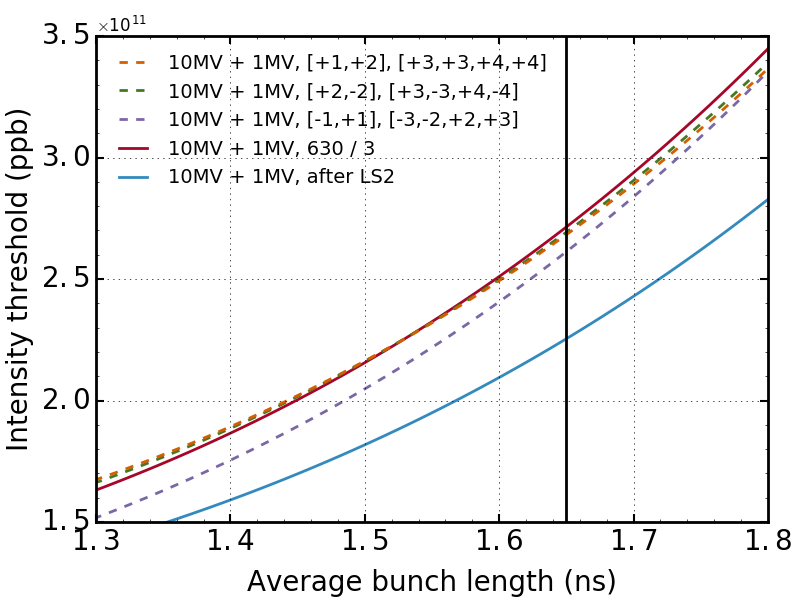 ×10¹¹
3.5
3.0
2.5
2.0
1.5
Intensity threshold (ppb)
10MV + 1MV, [+1,+2], [+3,+3,+4,+4]
10MV + 1MV, [+2,-2], [+3,-3,+4,-4]
10MV + 1MV, [-1,+1], [-3,-2,+2,+3]
10MV + 1MV, 630 / 3
10MV + 1MV, after LS2
1.3 1.4 1.5 1.6 1.7 1.8
Average bunch length (ns)